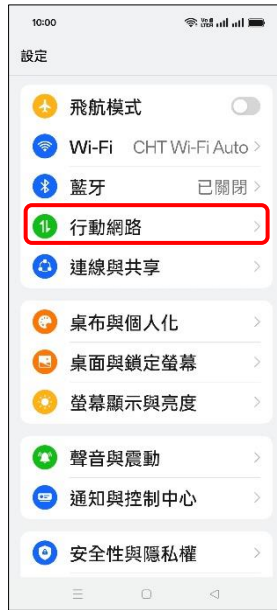 10:00
設定
飛航模式
Wi-Fi CHT Wi-Fi Auto
藍牙 已關閉
行動網路
連線與共享
桌布與個人化
桌面與鎖定螢幕
螢幕顯示與亮度
聲音與震動
通知與控制中心
安全性與隱私權